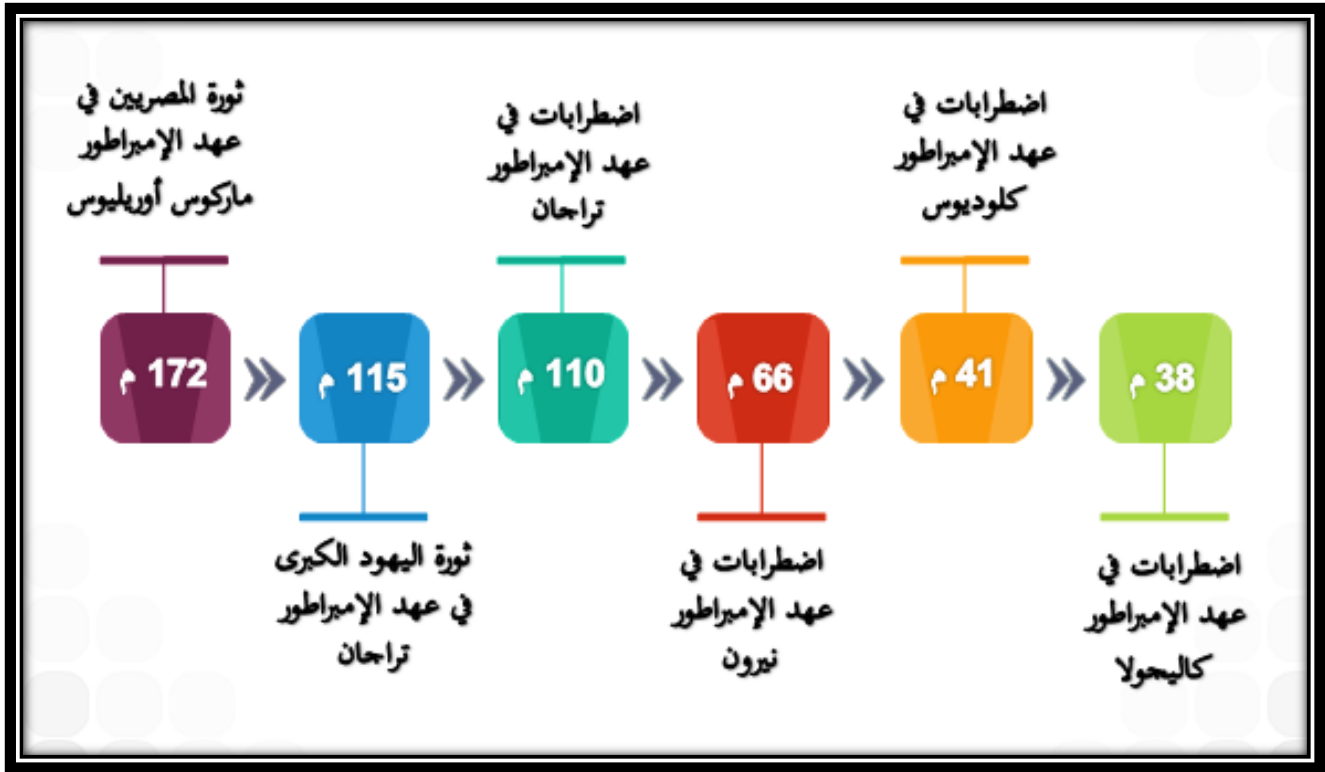 38 م
اضطرابات في
عهد الإمبراطور
كاليجولا
اضطرابات في
عهد الإمبراطور
كلوديوس
41 م
66 م
اضطرابات في
عهد الإمبراطور
نيرون
اضطرابات في
عهد الإمبراطور
تراجان
110 م
115 م
ثورة اليهود الكبرى
في عهد الإمبراطور
تراجان
ثورة المصريين في
عهد الإمبراطور
ماركوس أوريليوس
172 م